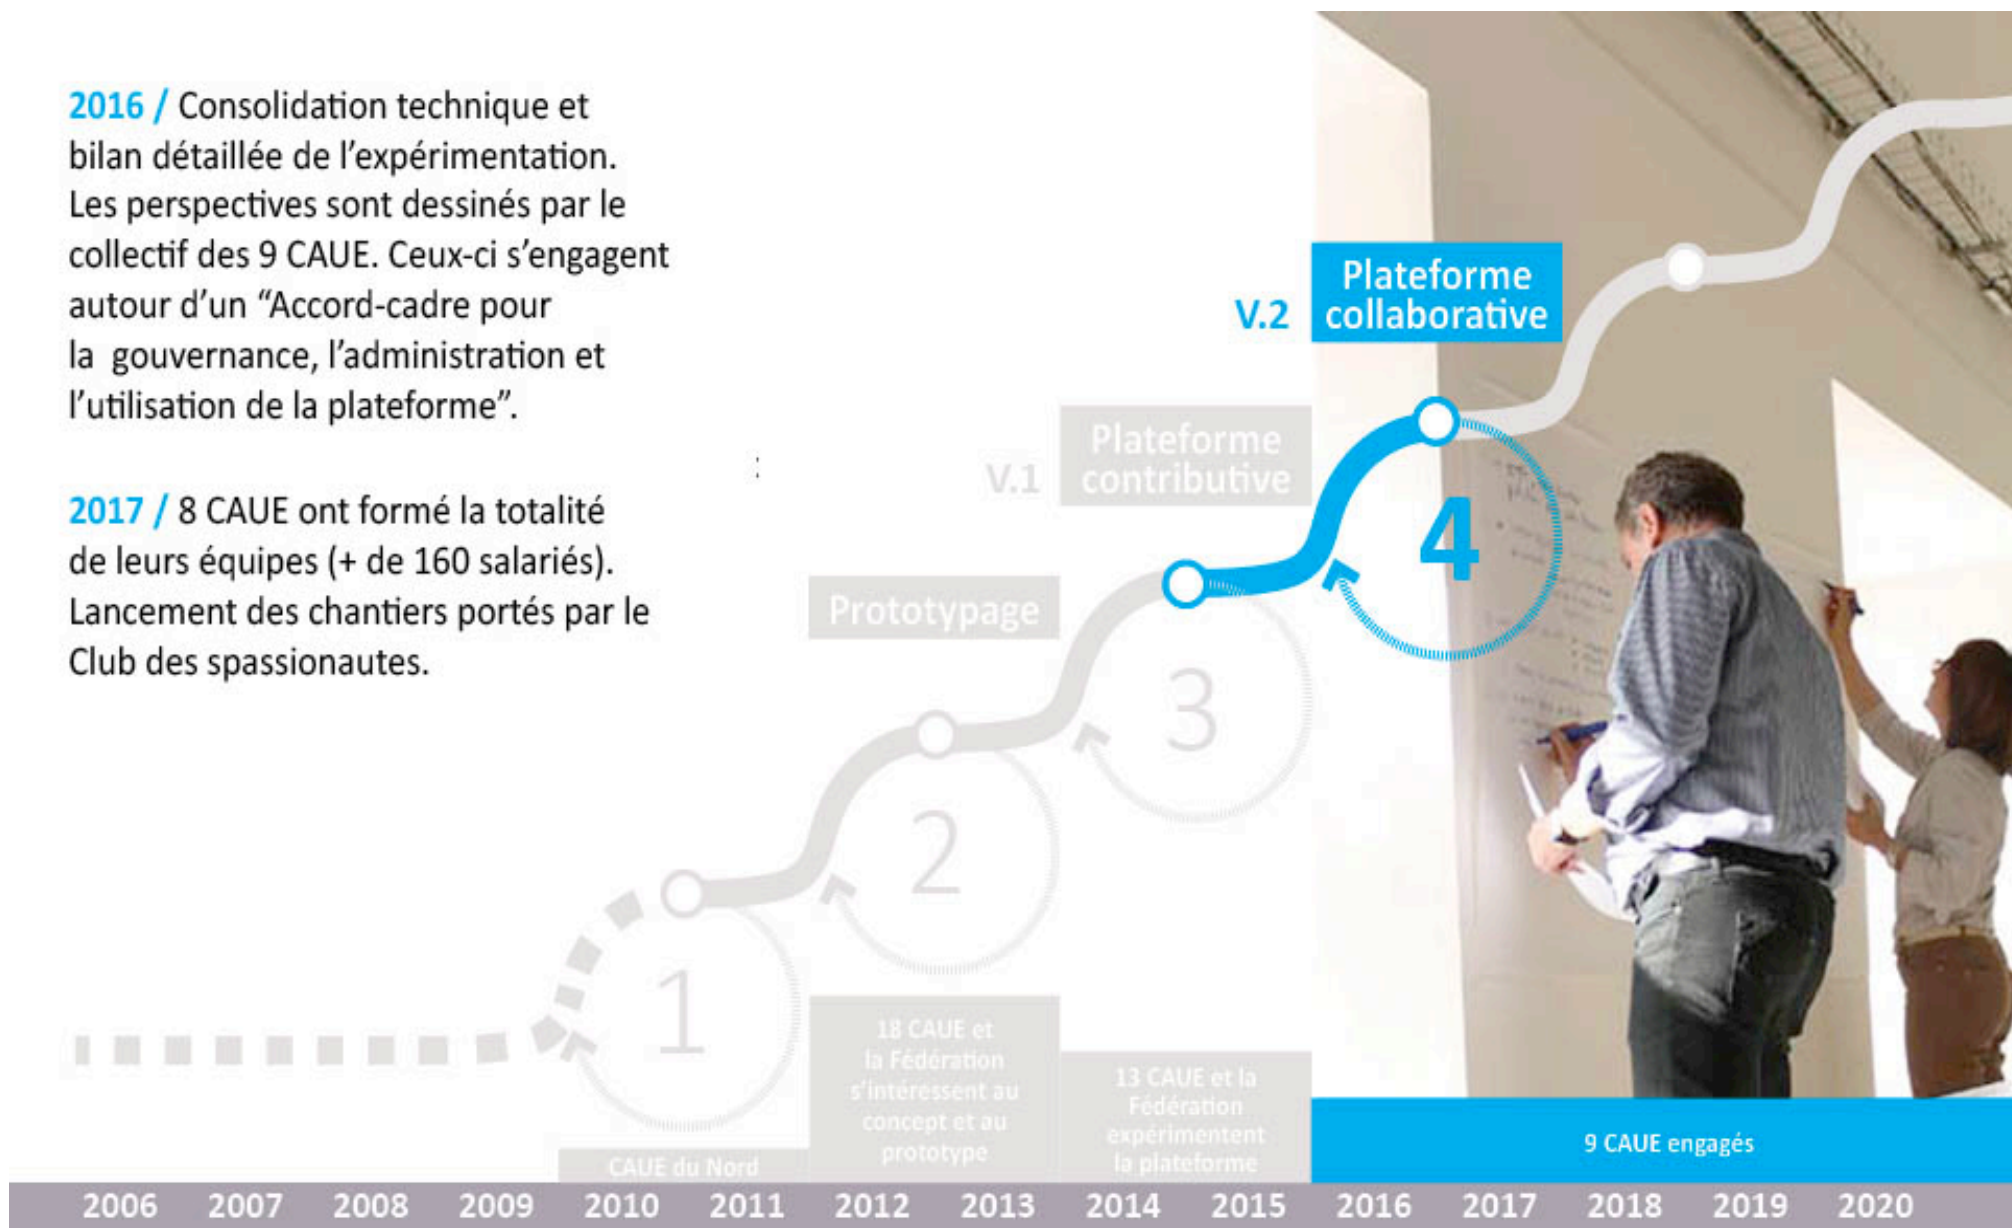 2016 / Consolidation technique et
bilan détaillée de l’expérimentation.
Les perspectives sont dessinés par le
collectif des 9 CAUE. Ceux-ci s’engagent
autour d’un “Accord-cadre pour
la  gouvernance, l’administration et
l’utilisation de la plateforme”.
2017 / 8 CAUE ont formé la totalité
de leurs équipes (+ de 160 salariés).
Lancement des chantiers portés par le
Club des spassionautes.
V.2
Plateforme
collaborative
V.1
Plateforme
contributive
Prototypage
4
3
2
1
CAUE du Nord
18 CAUE et
la Fédération
s’intéressent au
concept et au
prototype
13 CAUE et la
Fédération
expérimentent
la plateforme
9 CAUE engagés
2006 2007 2008 2009 2010 2011 2012 2013 2014 2015 2016 2017 2018 2019 2020